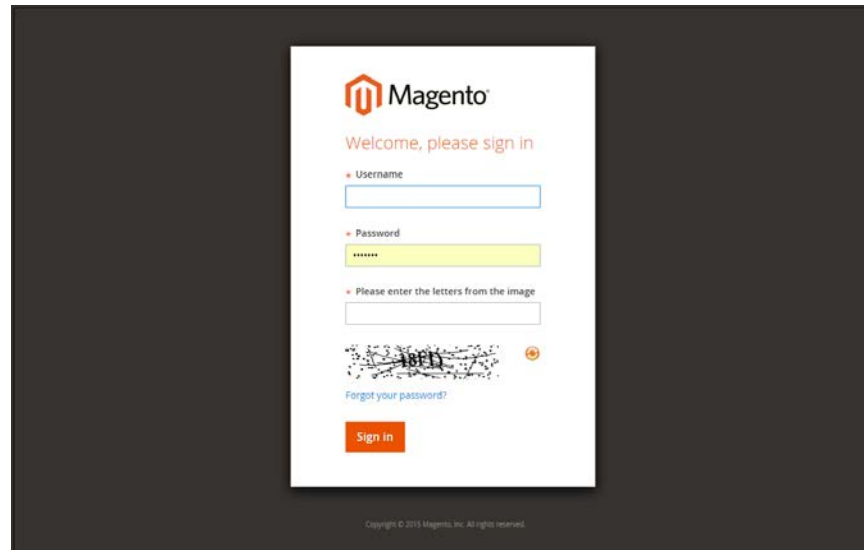 Magento
Welcome, please sign in
* Username
* Password
•••••••
* Please enter the letters from the image
Forgot your password?
Sign in
Copyright © 2015 Magento, Inc. All rights reserved.